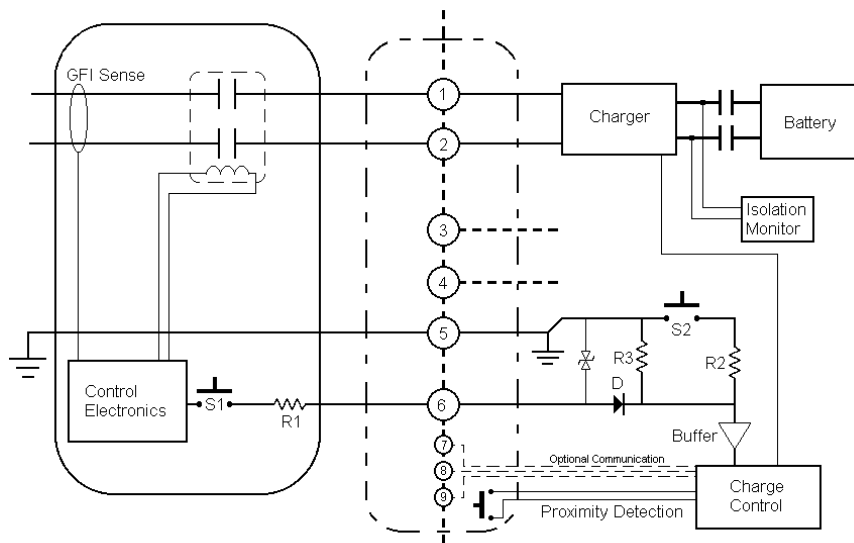 GFI Sense
1
Charger
Battery
2
Isolation
Monitor
3
4
5
S2
R3
R2
D
Control
Electronics
S1
R1
6
Buffer
7
Optional Communication
8
9
Proximity Detection
Charge
Control